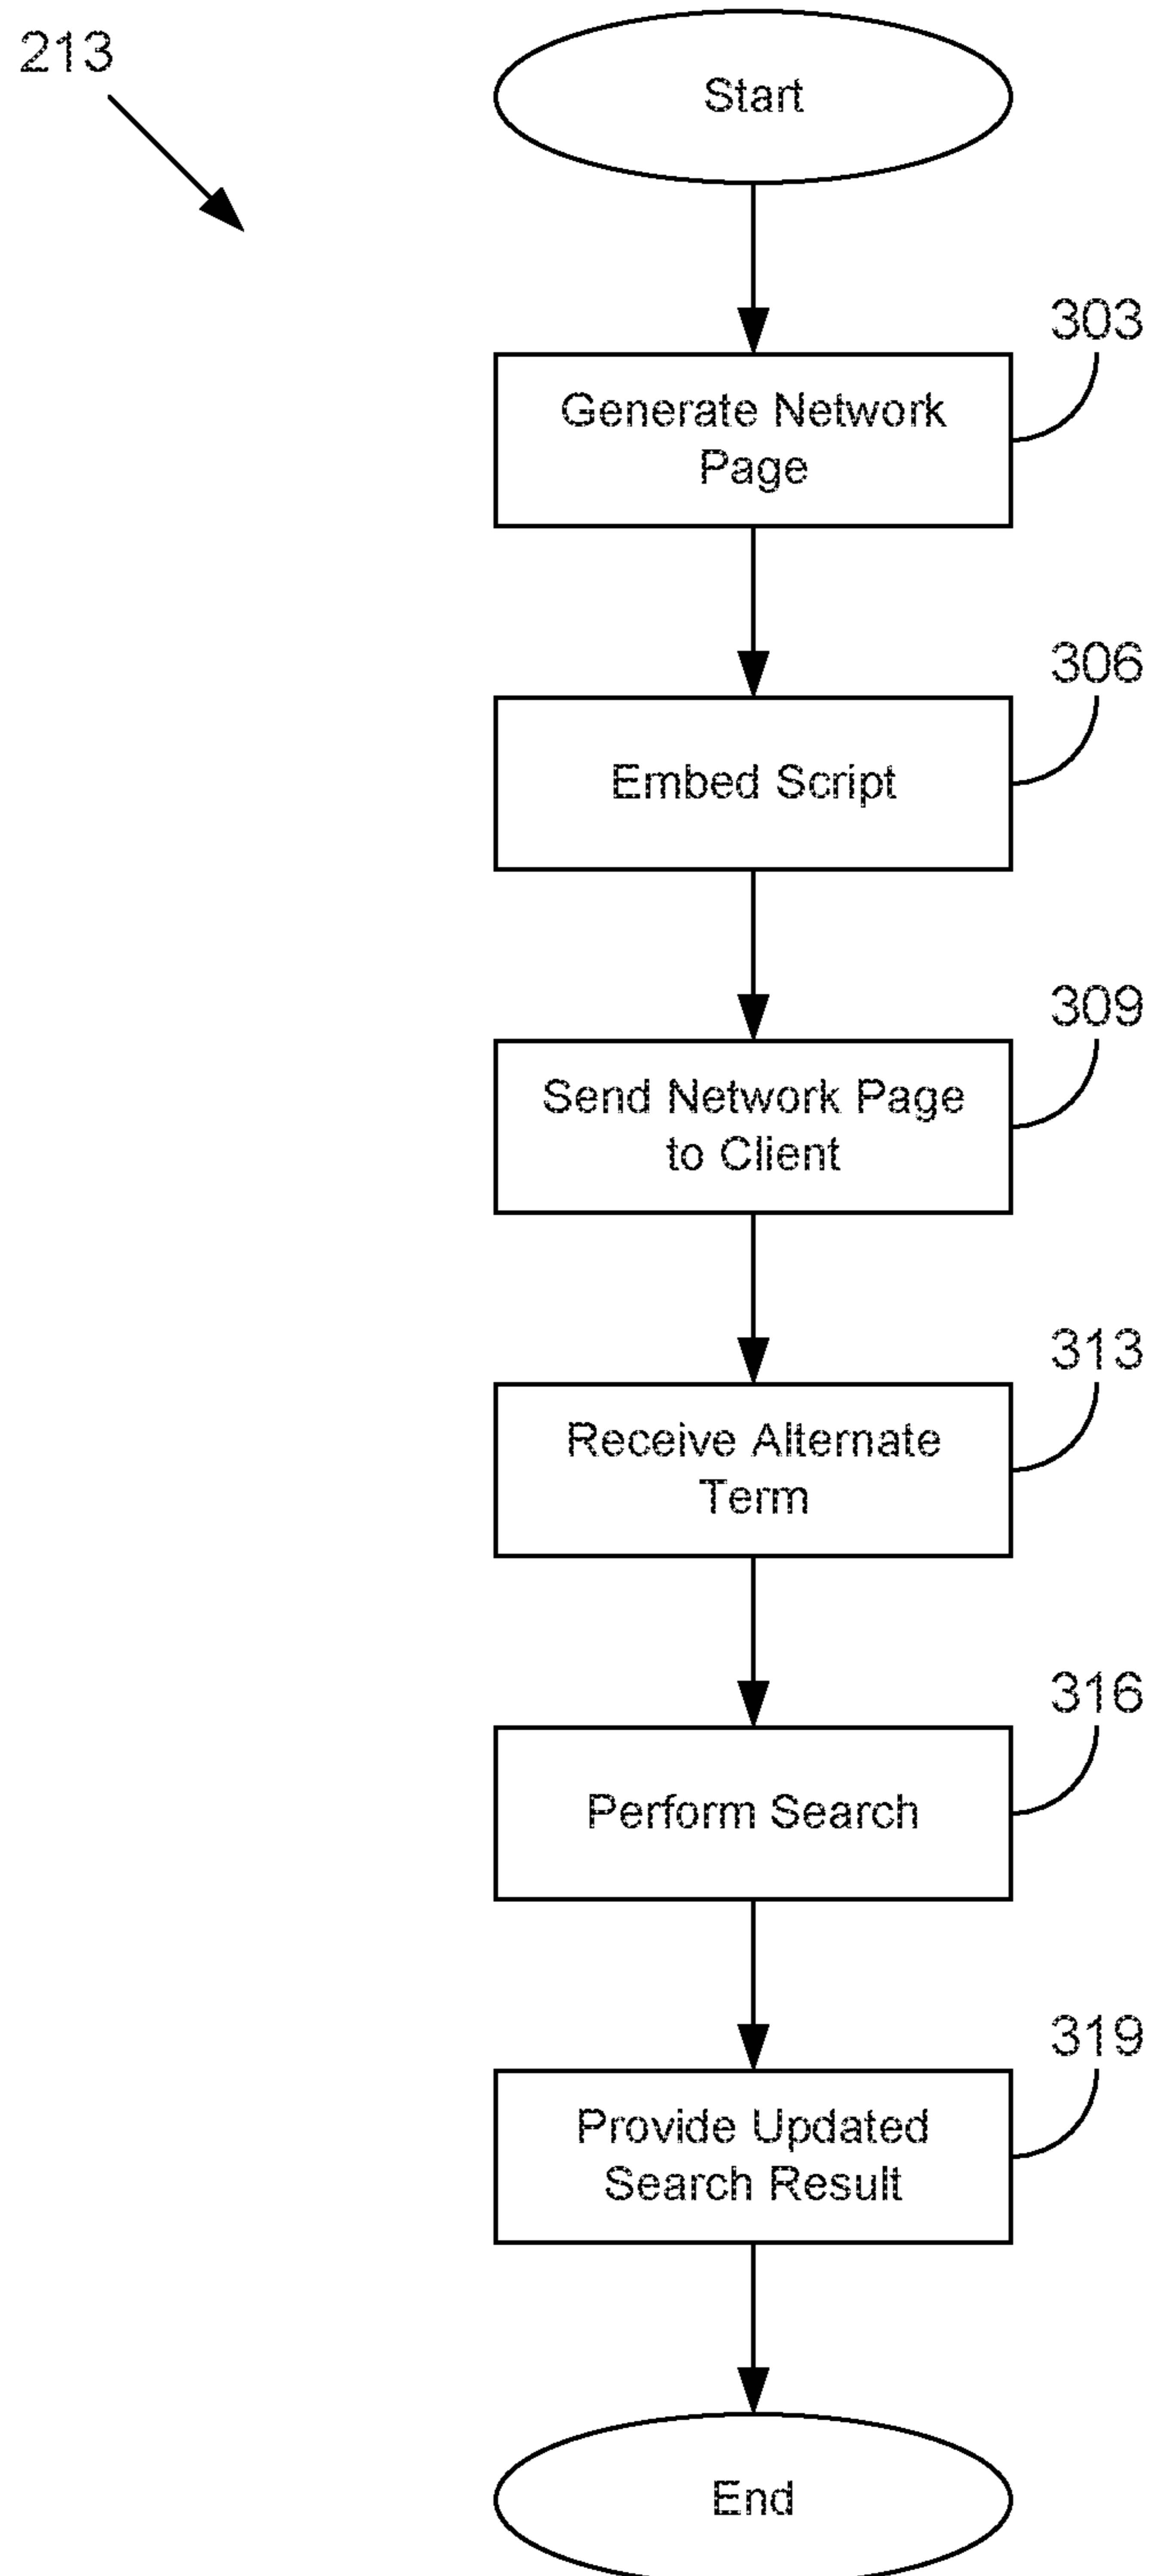 213
Start
303
Generate Network
Page
306
Embed Script
309
Send Network Page
to Client
313
Receive Alternate
Term
316
Perform Search
319
Provide Updated
Search Result
End